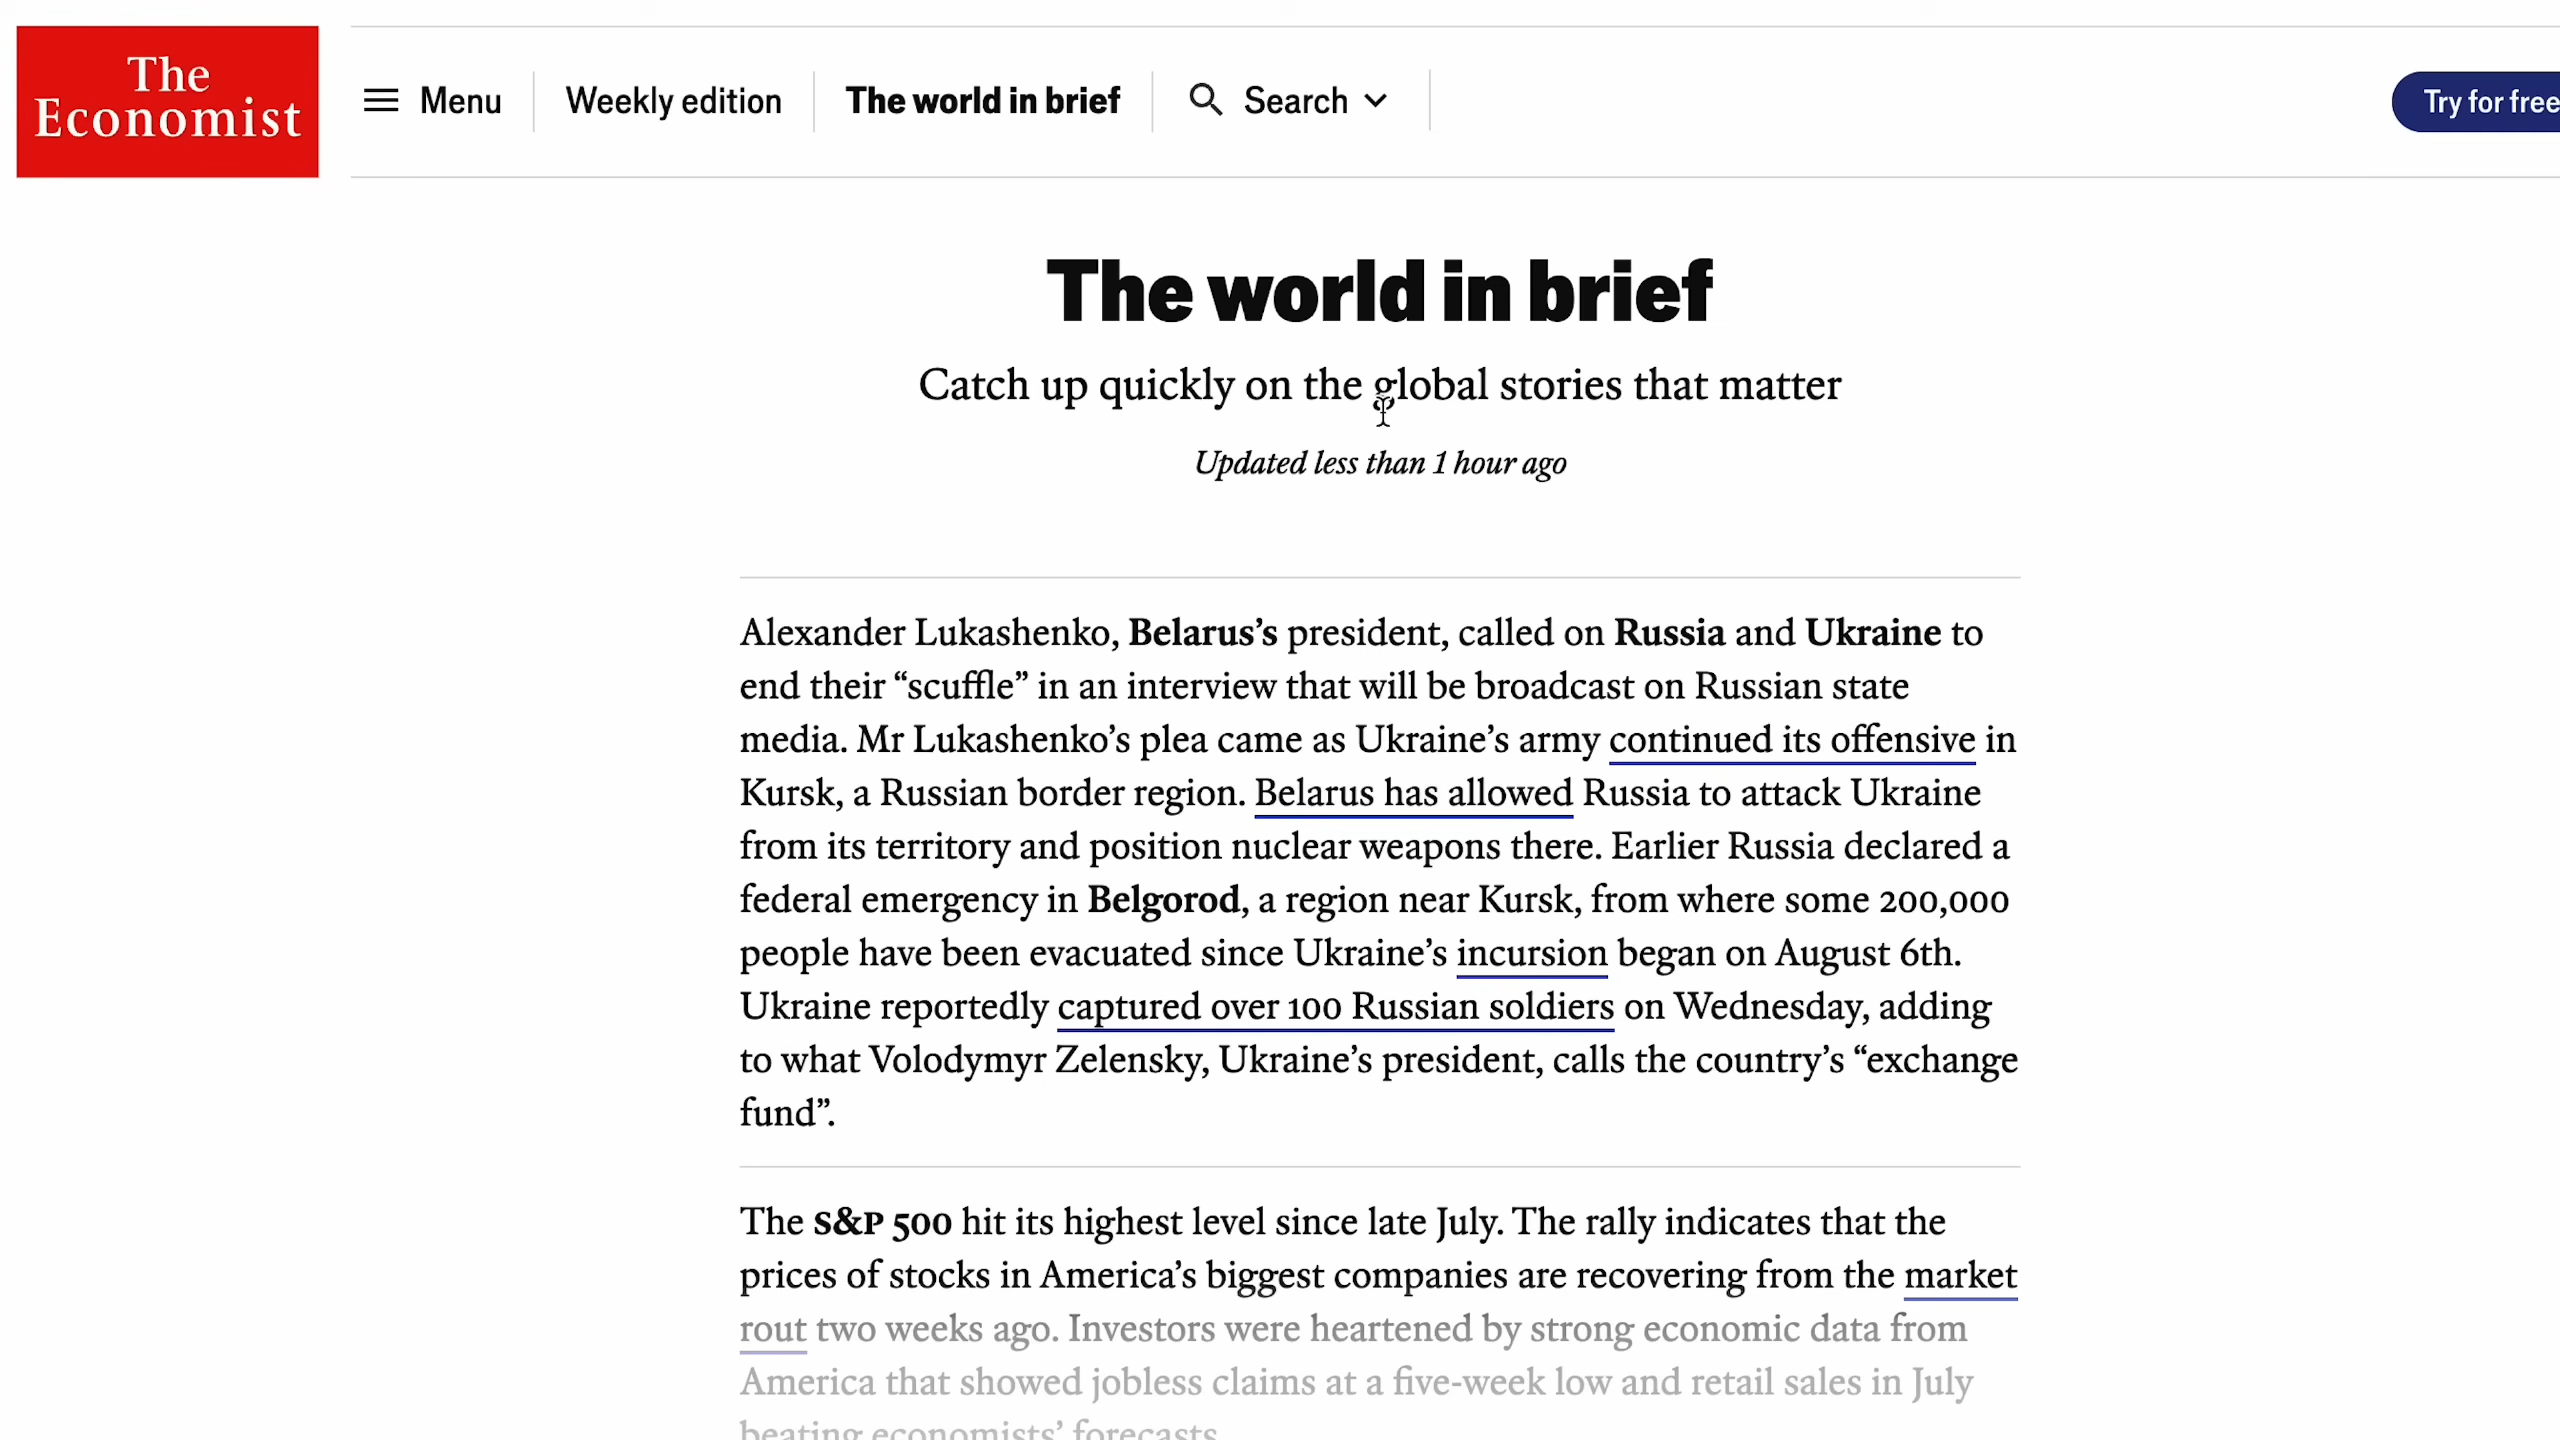 The
Economist
Menu
Weekly edition
The world in brief
Search
Try for free
The world in brief
Catch up quickly on the global stories that matter
Updated less than 1 hour ago
Alexander Lukashenko, Belarus’s president, called on Russia and Ukraine to
end their “scuffle” in an interview that will be broadcast on Russian state
media. Mr Lukashenko’s plea came as Ukraine’s army continued its offensive in
Kursk, a Russian border region. Belarus has allowed Russia to attack Ukraine
from its territory and position nuclear weapons there. Earlier Russia declared a
federal emergency in Belgorod, a region near Kursk, from where some 200,000
people have been evacuated since Ukraine’s incursion began on August 6th.
Ukraine reportedly captured over 100 Russian soldiers on Wednesday, adding
to what Volodymyr Zelensky, Ukraine’s president, calls the country’s “exchange
fund”.
The S&P 500 hit its highest level since late July. The rally indicates that the
prices of stocks in America’s biggest companies are recovering from the market
rout two weeks ago. Investors were heartened by strong economic data from
America that showed jobless claims at a five-week low and retail sales in July
beating economists’ forecasts